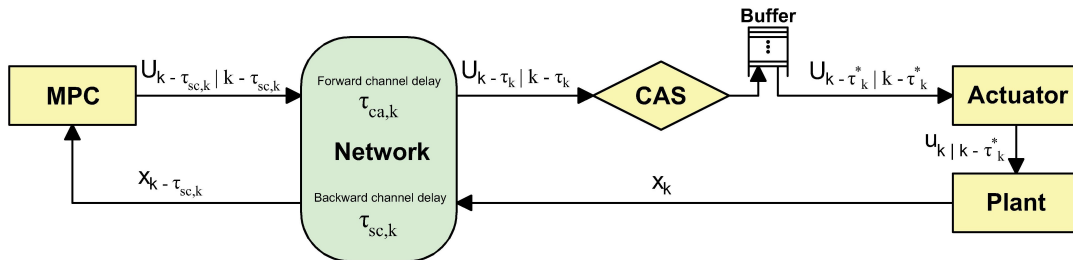 Buffer
U_{k - τ_{sc,k} | k - τ_{sc,k}}
Forward channel delay
τ_{ca,k}
U_{k - τ_k | k - τ_k}
U_{k - τ^*_k | k - τ^*_k}
MPC
CAS
Actuator
Network
u_{k | k - τ^*_k}
x_{k - τ_{sc,k}}
Backward channel delay
τ_{sc,k}
x_k
Plant